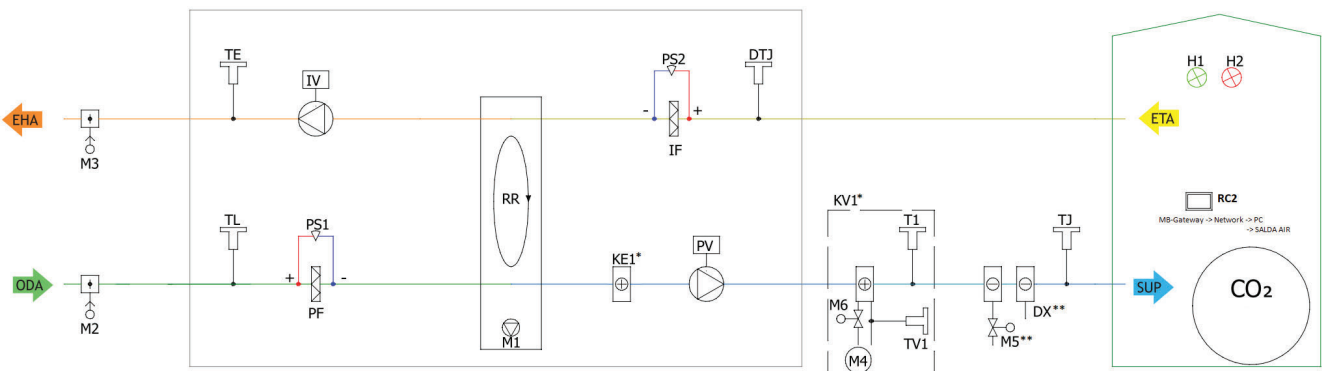 TE
IV
PS2
DTJ
H1 H2
EHA
M3
- +
IF
ETA
RR
RC2
MB-Gateway -> Network -> PC
-> SALDA AIR
TL
PS1
KV1*
T1
TJ
+ -
KE1*
PV
ODA
M2
PF
M1
M6
M4
TV1
M5**
DX**
SUP
CO₂